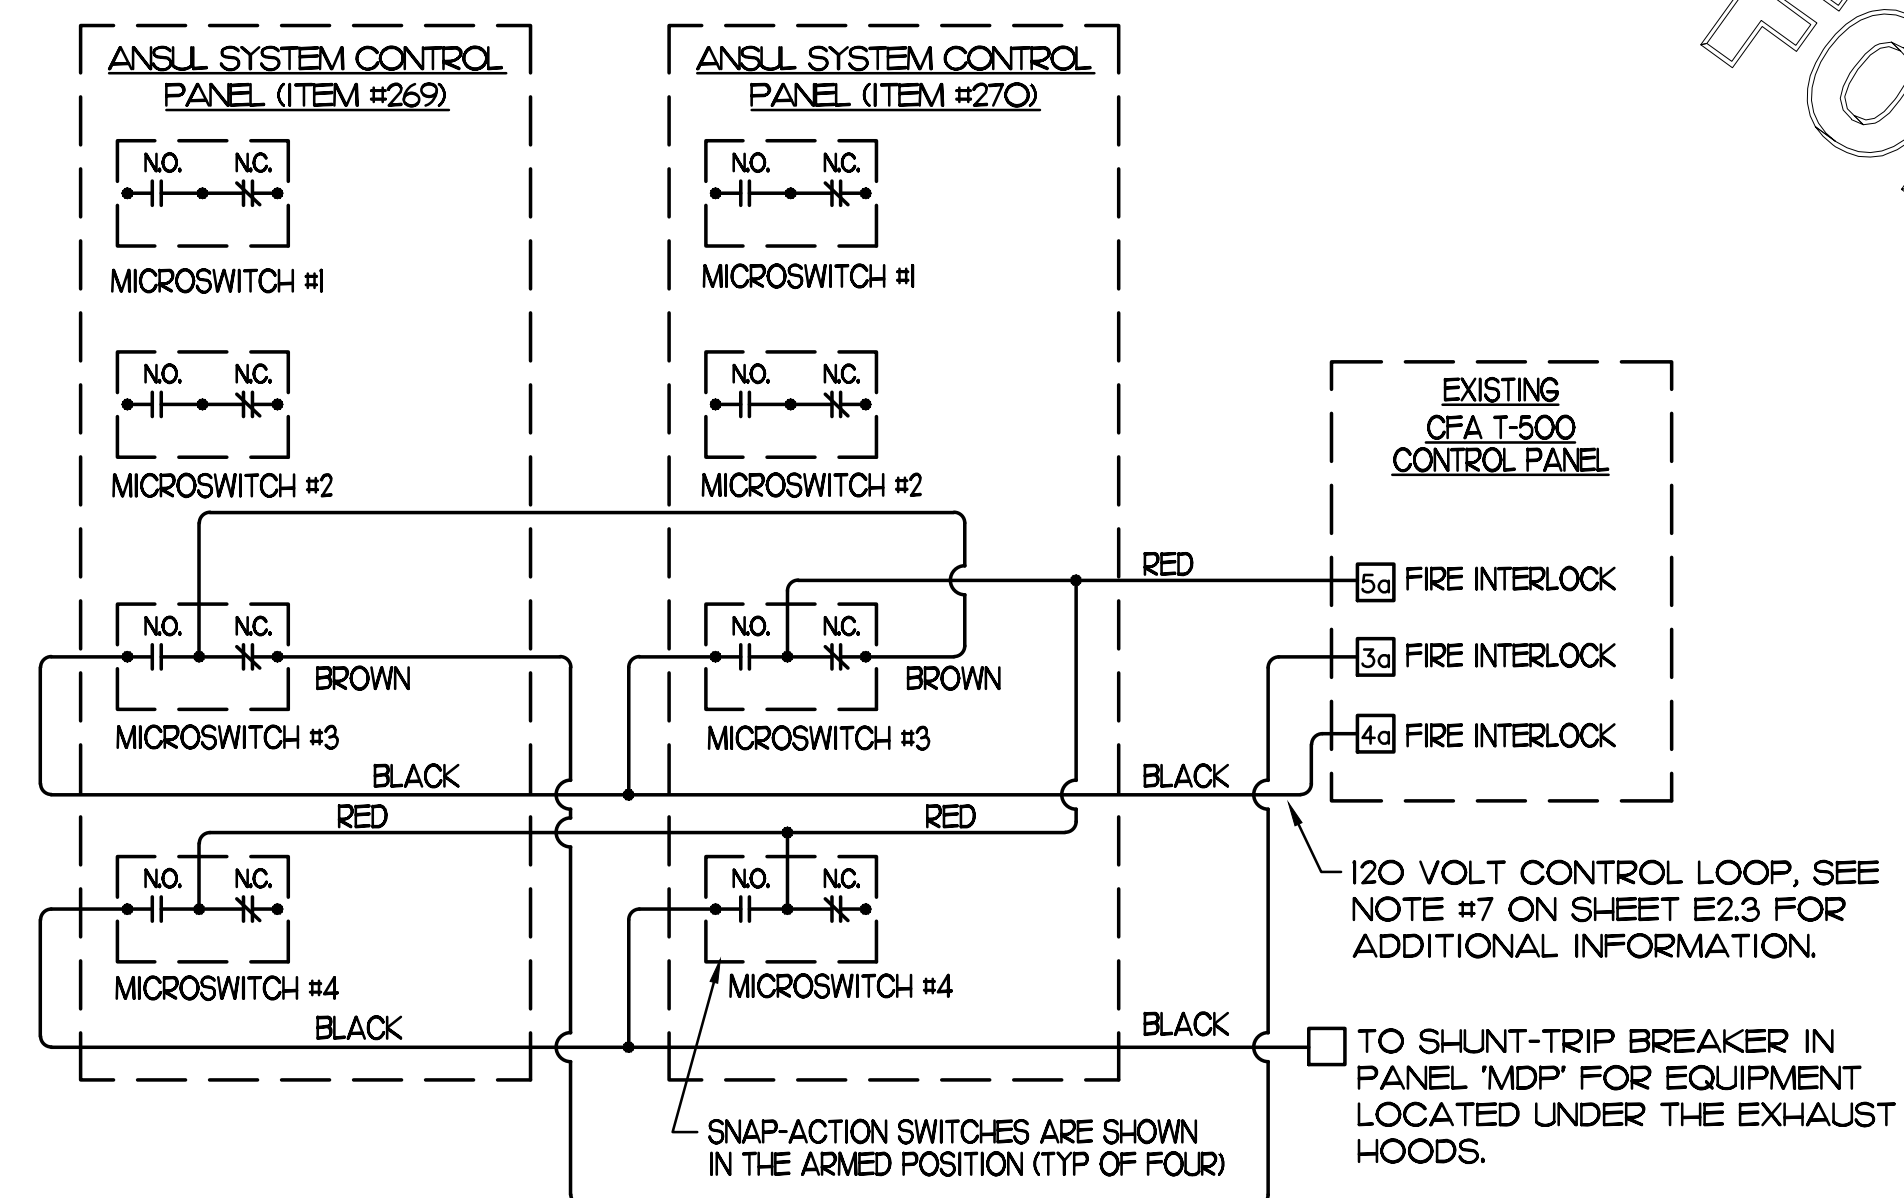 ANSUL SYSTEM CONTROL
PANEL (ITEM #269)
N.O. N.C.
MICROSWITCH #1
N.O. N.C.
MICROSWITCH #2
N.O. N.C.
BROWN
MICROSWITCH #3
BLACK
RED
N.O. N.C.
MICROSWITCH #4
BLACK
ANSUL SYSTEM CONTROL
PANEL (ITEM #270)
N.O. N.C.
MICROSWITCH #1
N.O. N.C.
MICROSWITCH #2
N.O. N.C.
BROWN
MICROSWITCH #3
RED
N.O. N.C.
MICROSWITCH #4
SNAP-ACTION SWITCHES ARE SHOWN
IN THE ARMED POSITION (TYP OF FOUR)
RED
BLACK
BLACK
EXISTING
CFA T-500
CONTROL PANEL
5a FIRE INTERLOCK
3a FIRE INTERLOCK
4a FIRE INTERLOCK
120 VOLT CONTROL LOOP, SEE
NOTE #7 ON SHEET E2.3 FOR
ADDITIONAL INFORMATION.
TO SHUNT-TRIP BREAKER IN
PANEL 'MDP' FOR EQUIPMENT
LOCATED UNDER THE EXHAUST
HOODS.